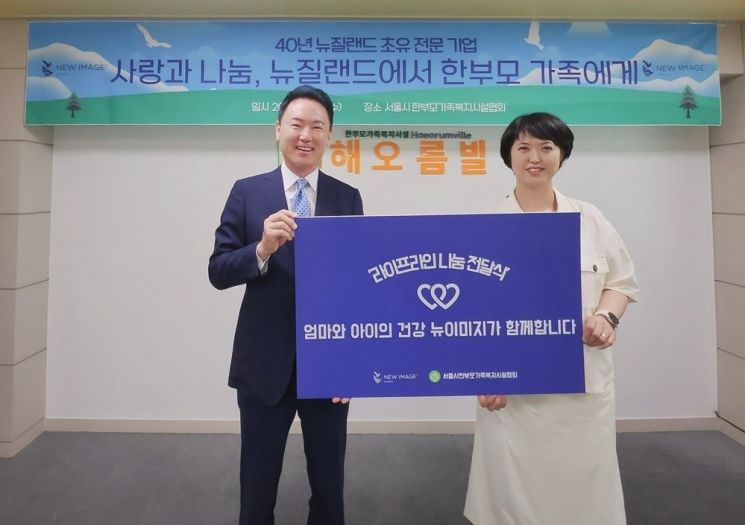 40년 뉴질랜드 초유 전문 기업
NEW IMAGE
사랑과 나눔, 뉴질랜드에서 한부모 가족에게
NEW IMAGE
일시 20 장소 서울시한부모가족복지시설협회
한부모가족복지시설 Haeorumville
해오름빌
라이프라인 나눔 전달식
엄마와 아이의 건강 뉴이미지가 함께합니다
NEW IMAGE
서울시한부모가족복지시설협회